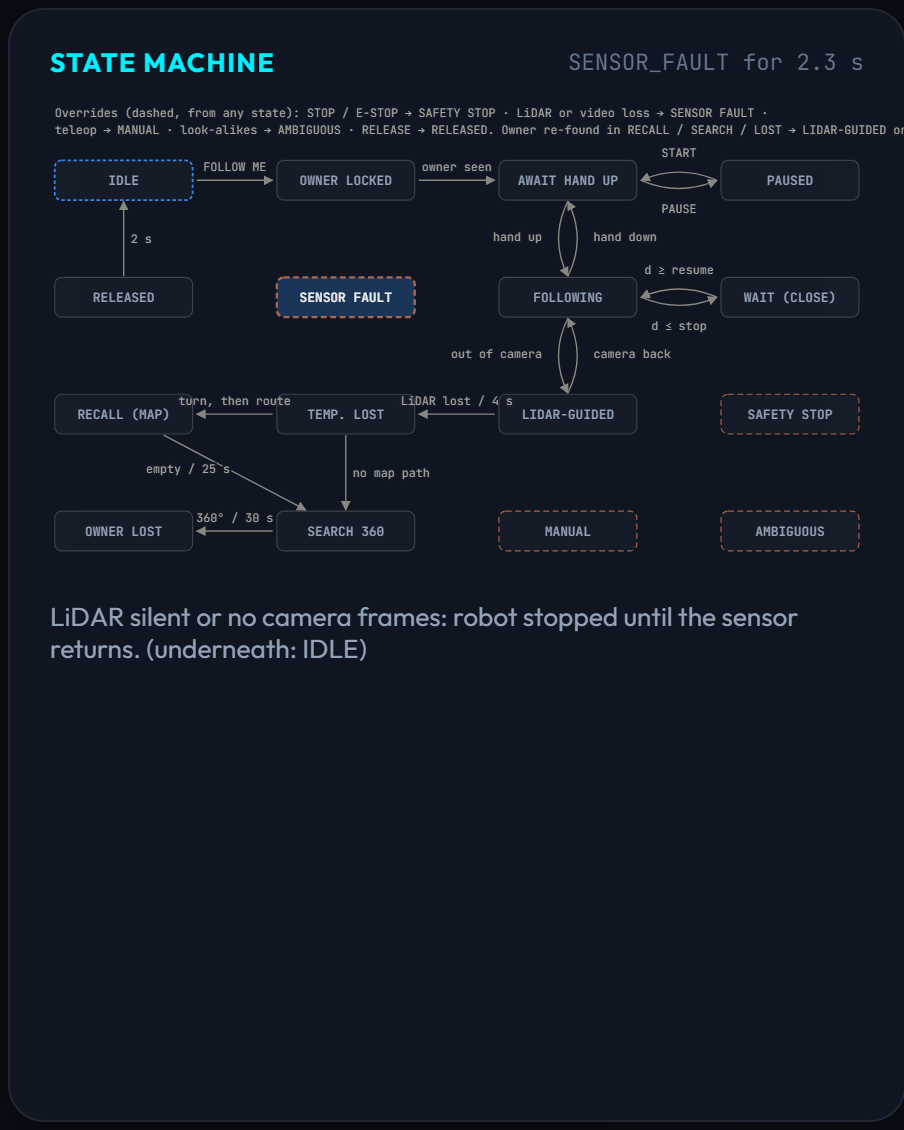 STATE MACHINE
SENSOR_FAULT for 2.3 s
Overrides (dashed, from any state): STOP / E-STOP → SAFETY STOP · LiDAR or video loss → SENSOR FAULT ·
teleop → MANUAL · look-alikes → AMBIGUOUS · RELEASE → RELEASED. Owner re-found in RECALL / SEARCH / LOST → LIDAR-GUIDED
START
IDLE
FOLLOW ME
OWNER LOCKED
owner seen
AWAIT HAND UP
PAUSED
PAUSE
2 s
hand up
hand down
d ≥ resume
RELEASED
SENSOR FAULT
FOLLOWING
WAIT (CLOSE)
d ≤ stop
out of camera
camera back
turn, then route
LiDAR lost / 4 s
RECALL (MAP)
TEMP. LOST
LIDAR-GUIDED
SAFETY STOP
empty / 25 s
no map path
360° / 30 s
OWNER LOST
SEARCH 360
MANUAL
AMBIGUOUS
LiDAR silent or no camera frames: robot stopped until the sensor
returns. (underneath: IDLE)